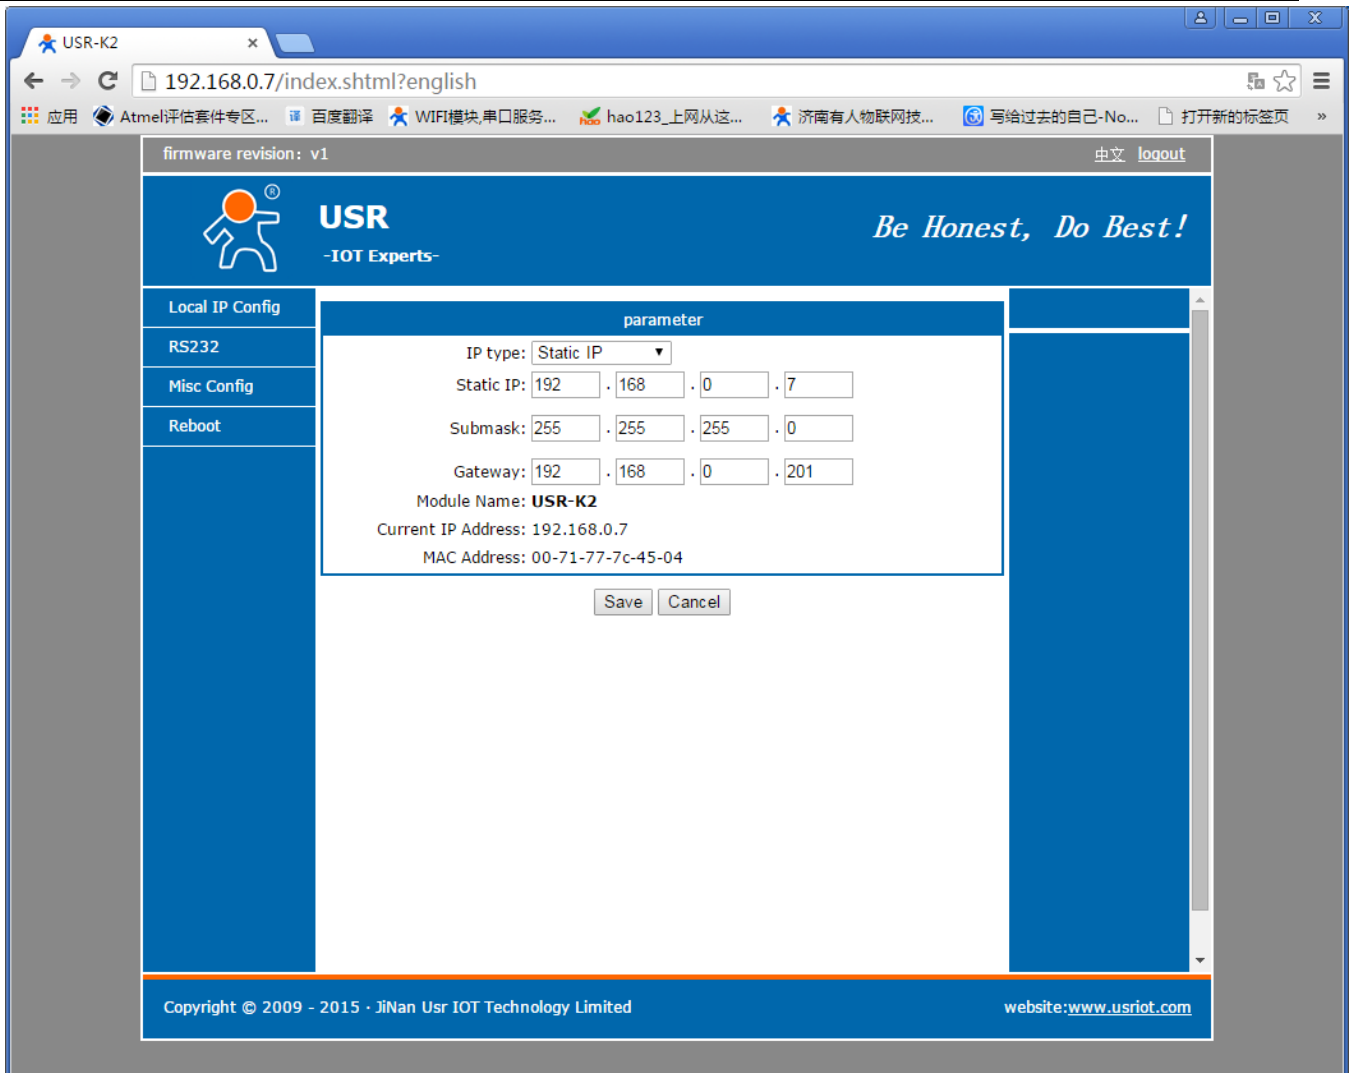 USR-K2
192.168.0.7/index.shtml?english
应用 Atmel评估套件专区... 译 百度翻译 WIFI模块,串口服务... hao123_上网从这... 济南有人物联网技... 写给过去的自己-No... 打开新的标签页 »
firmware revision: v1 中文 logout
®
USR
-IOT Experts-
Be Honest, Do Best!
Local IP Config
RS232
Misc Config
Reboot
parameter
IP type: Static IP
Static IP: 192 . 168 . 0 . 7
Submask: 255 . 255 . 255 . 0
Gateway: 192 . 168 . 0 . 201
Module Name: USR-K2
Current IP Address: 192.168.0.7
MAC Address: 00-71-77-7c-45-04
Save Cancel
Copyright © 2009 - 2015 · JiNan Usr IOT Technology Limited website:www.usriot.com